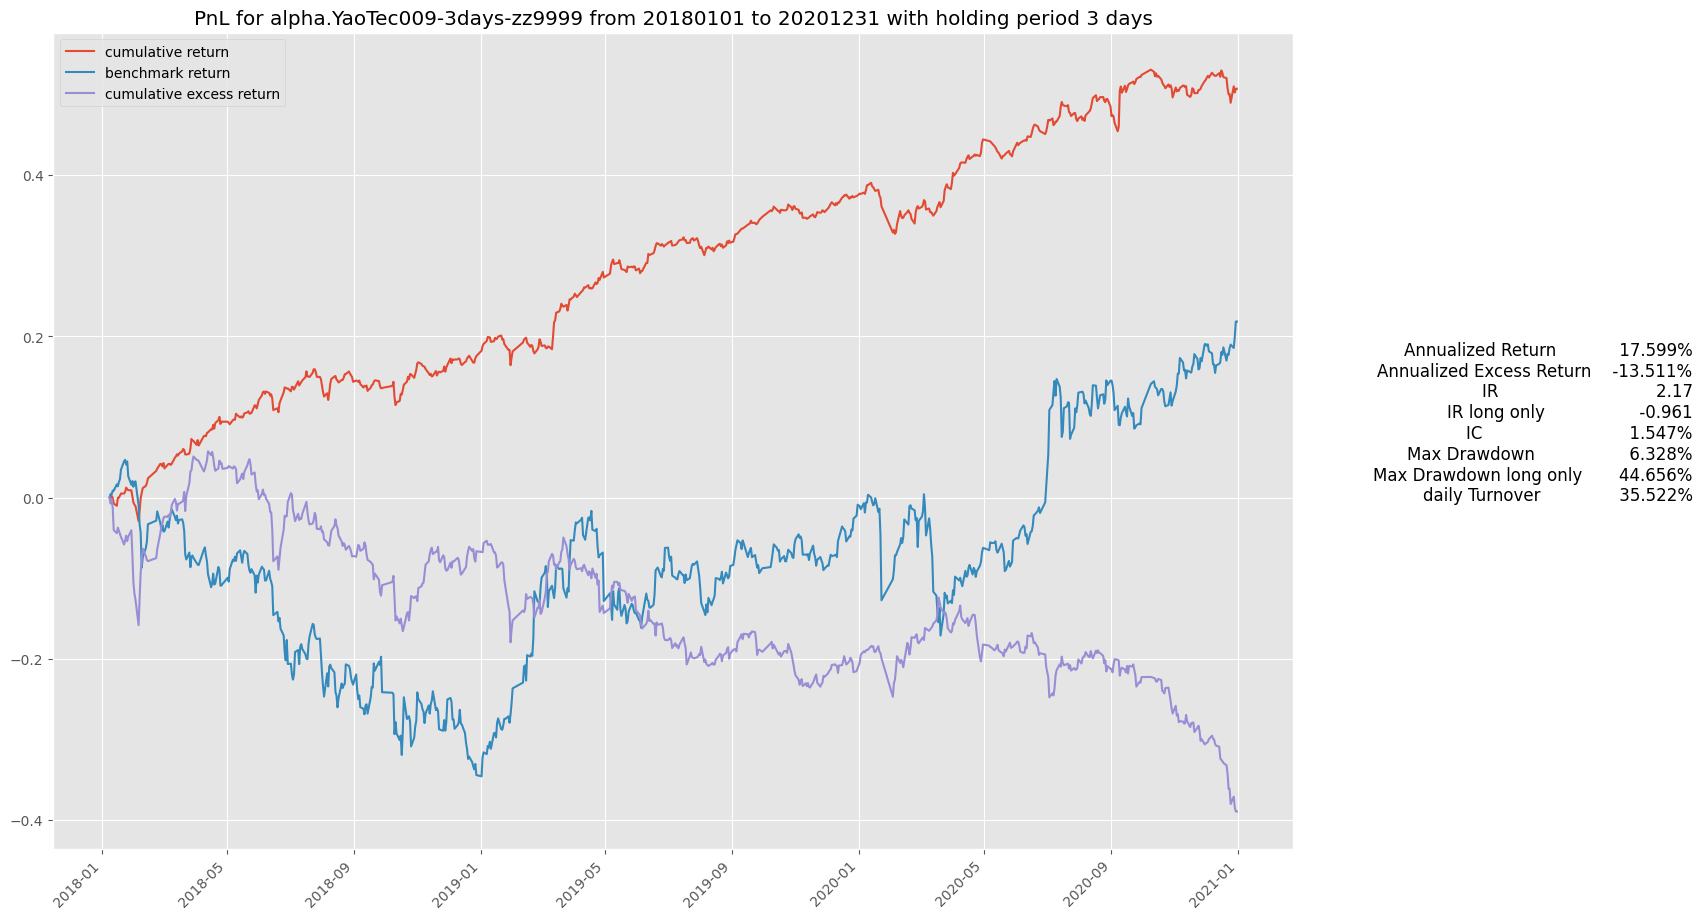 PnL for alpha.YaoTec009-3days-zz9999 from 20180101 to 20201231 with holding period 3 days
cumulative return
benchmark return
cumulative excess return
0.4
0.2
0.0
−0.2
−0.4
2018-01
2018-05
2018-09
2019-01
2019-05
2019-09
2020-01
2020-05
2020-09
2021-01
Annualized Return 17.599%
Annualized Excess Return -13.511%
IR 2.17
IR long only -0.961
IC 1.547%
Max Drawdown 6.328%
Max Drawdown long only 44.656%
daily Turnover 35.522%